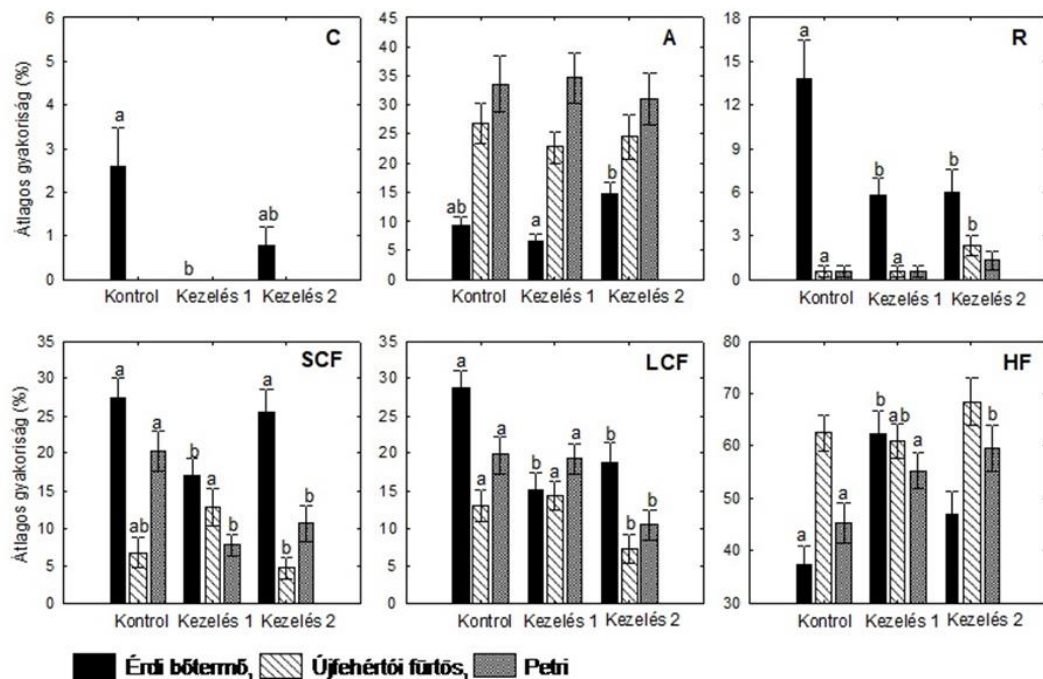 Átlagos gyakoriság (%)
6
5
4
3
2
1
0
C
a
b
ab
Kontrol Kezelés 1 Kezelés 2
45
40
35
30
25
20
15
10
5
0
A
ab
a
b
Kontrol Kezelés 1 Kezelés 2
18
15
12
9
6
3
0
R
a
a
b
a
b
b
Kontrol Kezelés 1 Kezelés 2
Átlagos gyakoriság (%)
35
30
25
20
15
10
5
0
SCF
a
ab
a
b
a
b
a
b
b
Kontrol Kezelés 1 Kezelés 2
35
30
25
20
15
10
5
0
LCF
a
b
a
b
a
a
b
b
b
Kontrol Kezelés 1 Kezelés 2
80
70
60
50
40
30
HF
a
a
b
ab
a
b
Kontrol Kezelés 1 Kezelés 2
Érdi bőtermő, Újfehértói fürtös, Petri